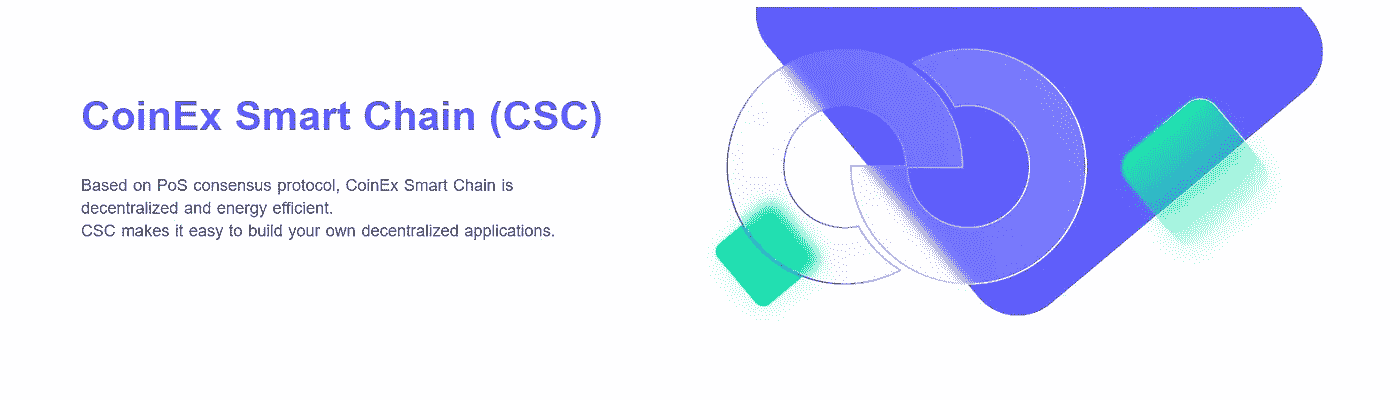 CoinEx Smart Chain (CSC)
Based on PoS consensus protocol, CoinEx Smart Chain is
decentralized and energy efficient.
CSC makes it easy to build your own decentralized applications.